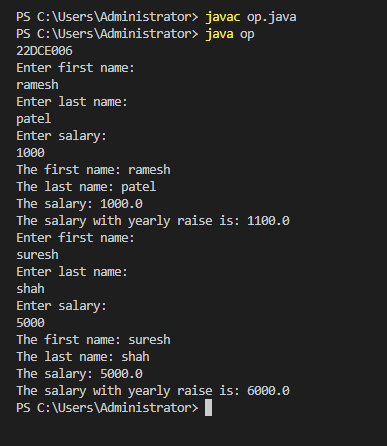 PS C:\Users\Administrator> javac op.java
PS C:\Users\Administrator> java op
22DCE006
Enter first name:
ramesh
Enter last name:
patel
Enter salary:
1000
The first name: ramesh
The last name: patel
The salary: 1000.0
The salary with yearly raise is: 1100.0
Enter first name:
suresh
Enter last name:
shah
Enter salary:
5000
The first name: suresh
The last name: shah
The salary: 5000.0
The salary with yearly raise is: 6000.0
PS C:\Users\Administrator>